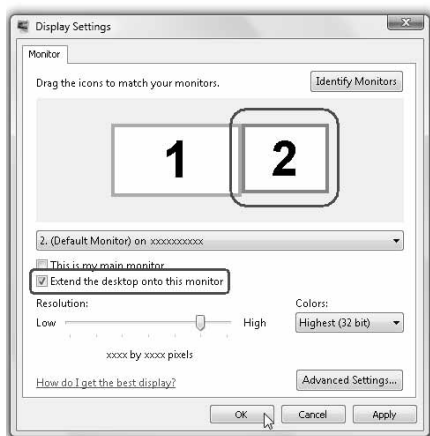 Display Settings
Monitor
Drag the icons to match your monitors.
Identify Monitors
1
2
2. (Default Monitor) on xxxxxxxxxx
This is my main monitor
Extend the desktop onto this monitor
Resolution:
Colors:
Low
High
Highest (32 bit)
xxxx by xxxx pixels
How do I get the best display?
Advanced Settings...
OK
Cancel
Apply